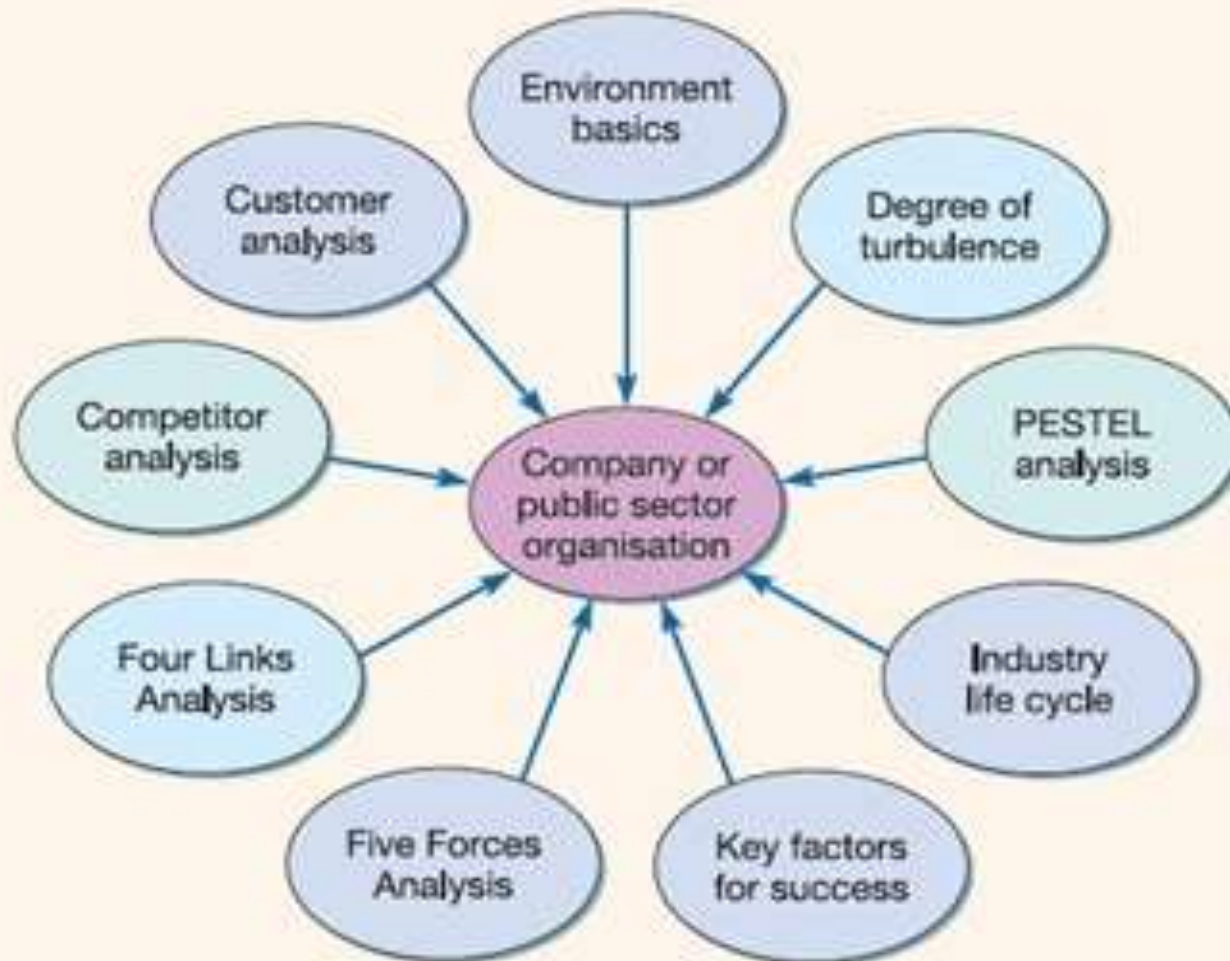 Environment
basics
Degree of
turbulence
PESTEL
analysis
Industry
life cycle
Key factors
for success
Five Forces
Analysis
Four Links
Analysis
Competitor
analysis
Customer
analysis
Company or
public sector
organisation